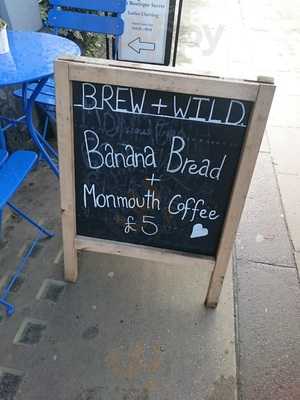 BREW + WILD
Banana Bread
+
Monmouth Coffee
£5